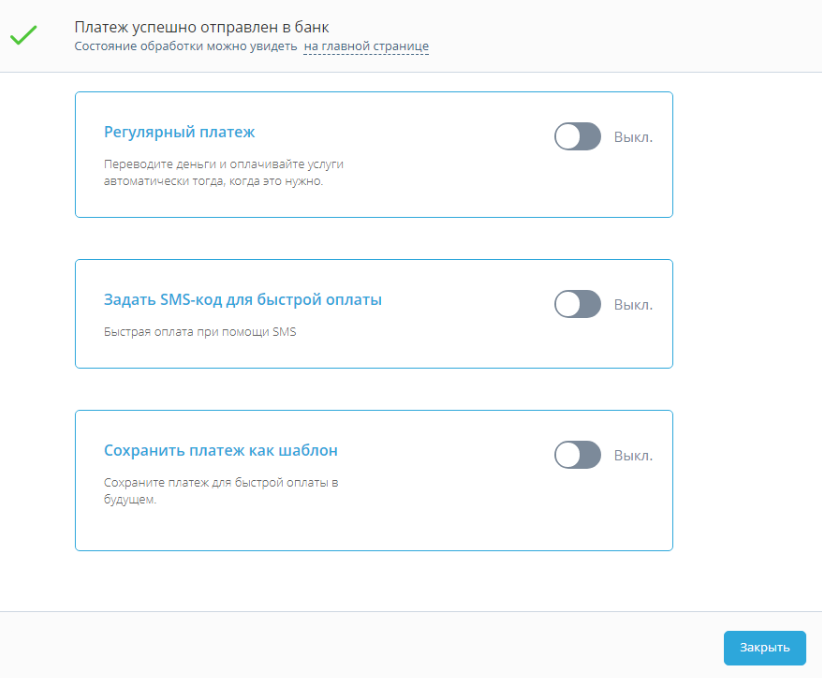 Платеж успешно отправлен в банк
Состояние обработки можно увидеть на главной странице
Регулярный платеж
Выкл.
Переводите деньги и оплачивайте услуги
автоматически тогда, когда это нужно.
Задать SMS-код для быстрой оплаты
Выкл.
Быстрая оплата при помощи SMS
Сохранить платеж как шаблон
Выкл.
Сохраните платеж для быстрой оплаты в
будущем.
Закрыть